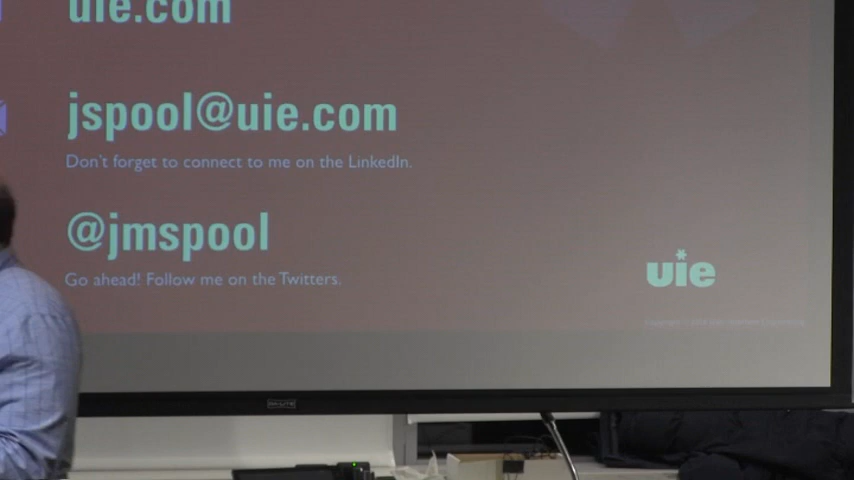 uie.com
jspool@uie.com
Don't forget to connect to me on the LinkedIn.
@jmspool
Go ahead! Follow me on the Twitters.
uie